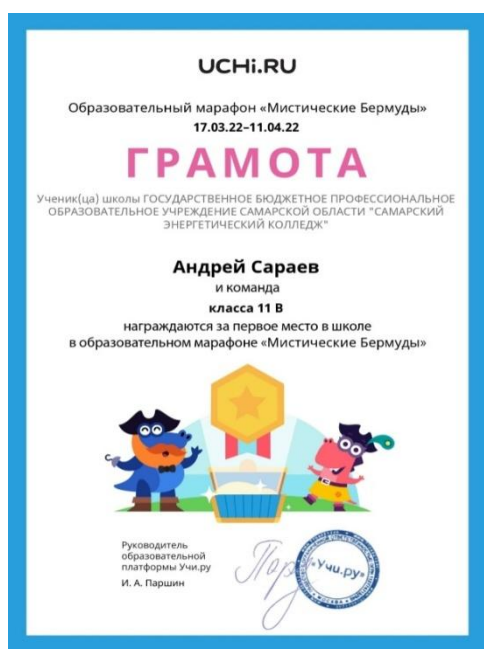 UCHi.RU
Образовательный марафон «Мистические Бермуды»
17.03.22–11.04.22
ГРАМОТА
Ученик(ца) школы ГОСУДАРСТВЕННОЕ БЮДЖЕТНОЕ ПРОФЕССИОНАЛЬНОЕ
ОБРАЗОВАТЕЛЬНОЕ УЧРЕЖДЕНИЕ САМАРСКОЙ ОБЛАСТИ "САМАРСКИЙ
ЭНЕРГЕТИЧЕСКИЙ КОЛЛЕДЖ"
Андрей Сараев
и команда
класса 11 В
награждаются за первое место в школе
в образовательном марафоне «Мистические Бермуды»
Руководитель
образовательной
платформы Учи.ру
И. А. Паршин
«Учи.ру»